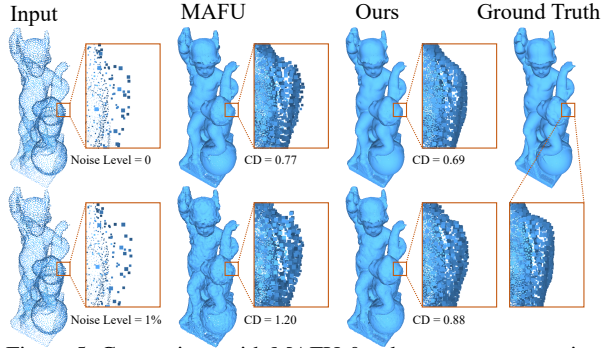 Input MAFU Ours Ground Truth
Noise Level = 0 CD = 0.77 CD = 0.69
Noise Level = 1% CD = 1.20 CD = 0.88